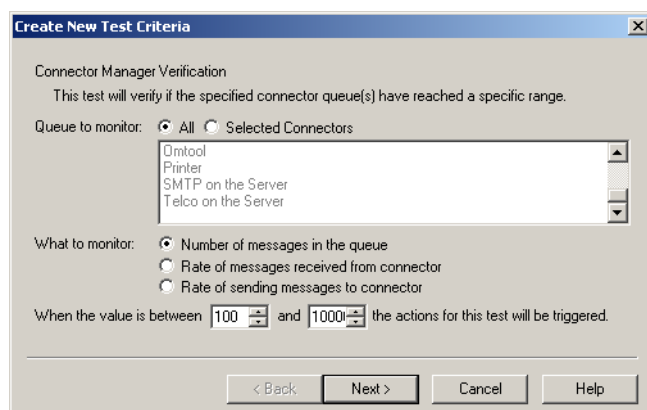 Create New Test Criteria
Connector Manager Verification
This test will verify if the specified connector queue(s) have reached a specific range.
Queue to monitor: All Selected Connectors
Omtool
Printer
SMTP on the Server
Telco on the Server
What to monitor: Number of messages in the queue
Rate of messages received from connector
Rate of sending messages to connector
When the value is between 100 and 1000 the actions for this test will be triggered.
< Back Next > Cancel Help